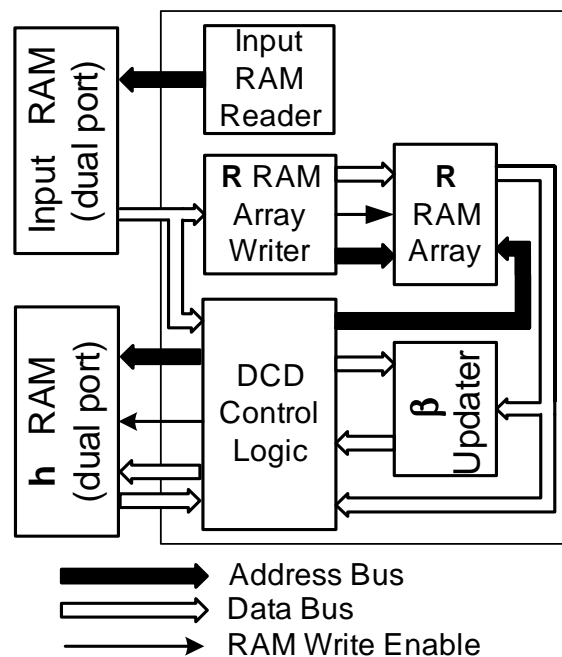 Input RAM
(dual port)
Input
RAM
Reader
R RAM
Array
Writer
R
RAM
Array
h RAM
(dual port)
DCD
Control
Logic
β
Updater
Address Bus
Data Bus
RAM Write Enable